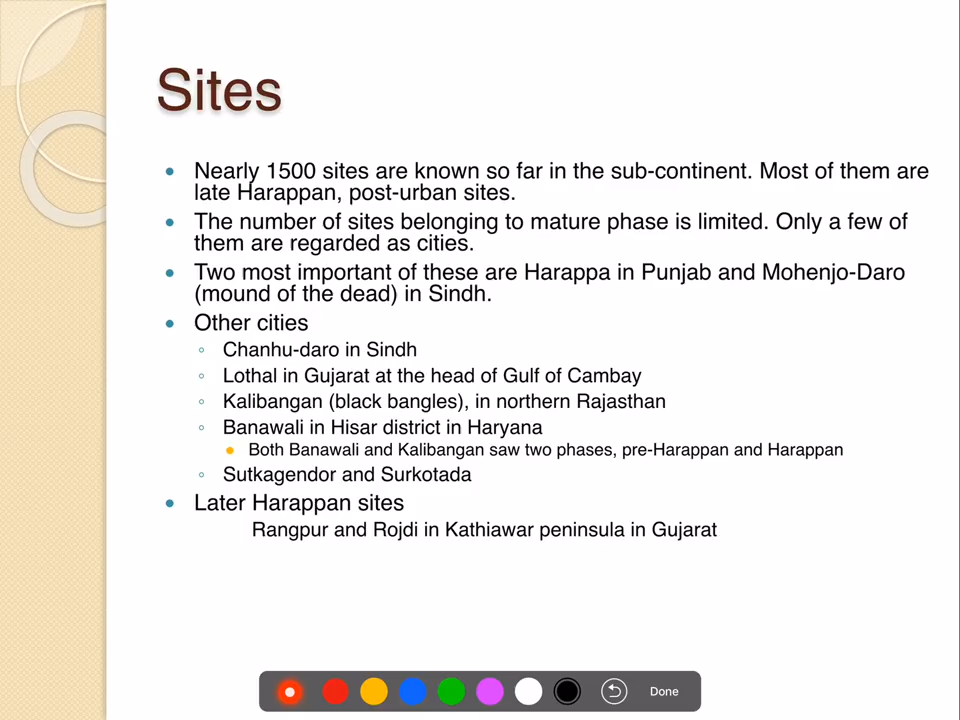 Sites
Nearly 1500 sites are known so far in the sub-continent. Most of them are
late Harappan, post-urban sites.
The number of sites belonging to mature phase is limited. Only a few of
them are regarded as cities.
Two most important of these are Harappa in Punjab and Mohenjo-Daro
(mound of the dead) in Sindh.
Other cities
Chanhu-daro in Sindh
Lothal in Gujarat at the head of Gulf of Cambay
Kalibangan (black bangles), in northern Rajasthan
Banawali in Hisar district in Haryana
Both Banawali and Kalibangan saw two phases, pre-Harappan and Harappan
Sutkagendor and Surkotada
Later Harappan sites
Rangpur and Rojdi in Kathiawar peninsula in Gujarat
Done